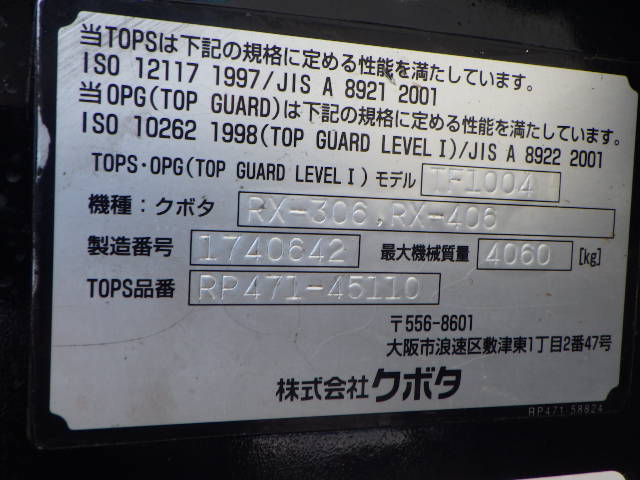 当TOPSは下記の規格に定める性能を満たしています。
ISO 12117 1997/JIS A 8921 2001
当OPG(TOP GUARD)は下記の規格に定める性能を満たしています。
ISO 10262 1998(TOP GUARD LEVELⅠ)/JIS A 8922 2001
TOPS・OPG(TOP GUARD LEVELⅠ) モデル TF1004
機種：クボタ RX-306,RX-406
製造番号 1740642 最大機械質量 4060 [kg]
TOPS品番 RP471-45110
〒556-8601
大阪市浪速区敷津東1丁目2番47号
株式会社クボタ
RP471-58824